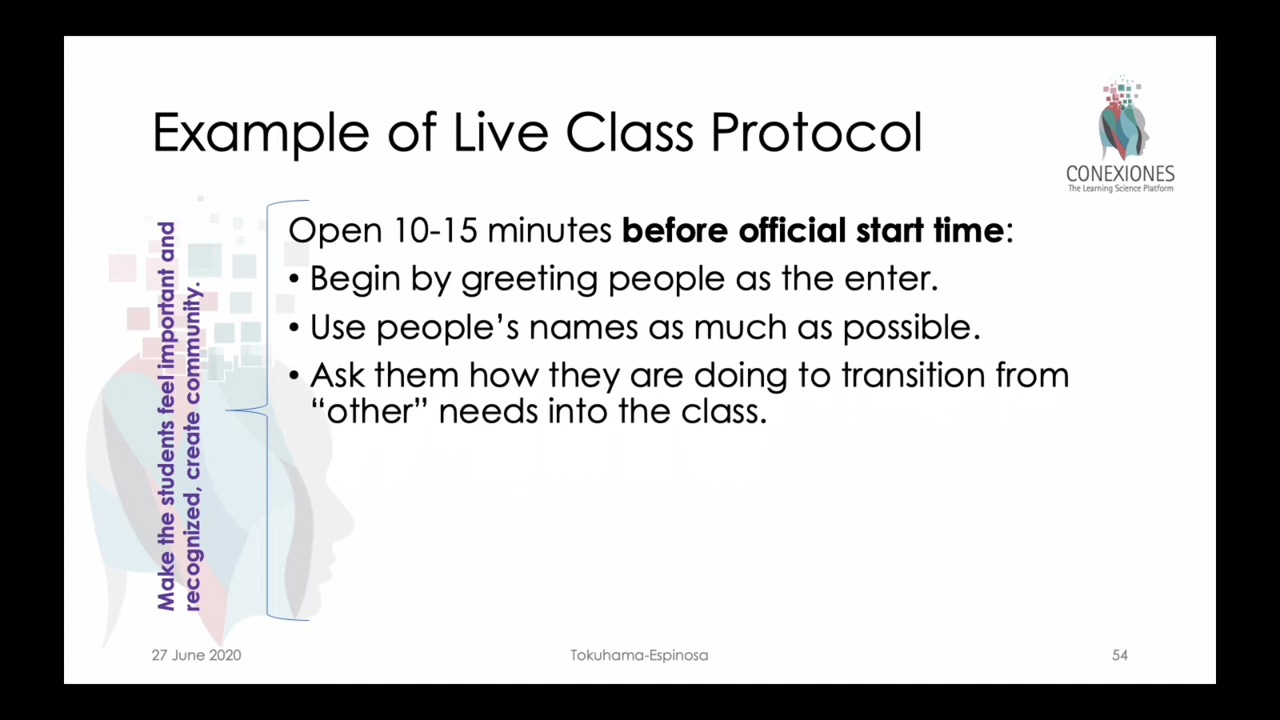 Example of Live Class Protocol
CONEXIONES
The Learning Science Platform
Make the students feel important and
recognized, create community.
Open 10-15 minutes before official start time:
• Begin by greeting people as the enter.
• Use people’s names as much as possible.
• Ask them how they are doing to transition from
“other” needs into the class.
27 June 2020
Tokuhama-Espinosa
54